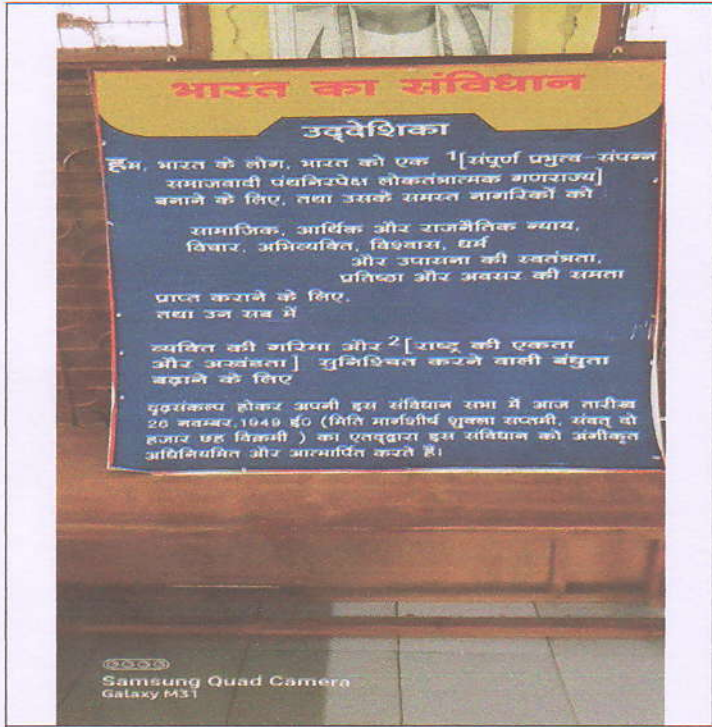 भारत का संविधान
उद्देशिका
हम, भारत के लोग, भारत को एक ¹[संपूर्ण प्रभुत्व-संपन्न
समाजवादी पंथनिरपेक्ष लोकतंत्रात्मक गणराज्य]
बनाने के लिए, तथा उसके समस्त नागरिकों को
सामाजिक, आर्थिक और राजनैतिक न्याय,
विचार, अभिव्यक्ति, विश्वास, धर्म
और उपासना की स्वतंत्रता,
प्रतिष्ठा और अवसर की समता
प्राप्त कराने के लिए,
तथा उन सब में
व्यक्ति की गरिमा और ²[राष्ट्र की एकता
और अखंडता] सुनिश्चित करने वाली बंधुता
बढ़ाने के लिए
दृढ़संकल्प होकर अपनी इस संविधान सभा में आज तारीख
26 नवम्बर,1949 ई0 (मिति मार्गशीर्ष शुक्ला सप्तमी, संवत् दो
हजार छह विक्रमी ) का एतद्द्वारा इस संविधान को अंगीकृत
अधिनियमित और आत्मार्पित करते हैं।
Samsung Quad Camera
Galaxy M31